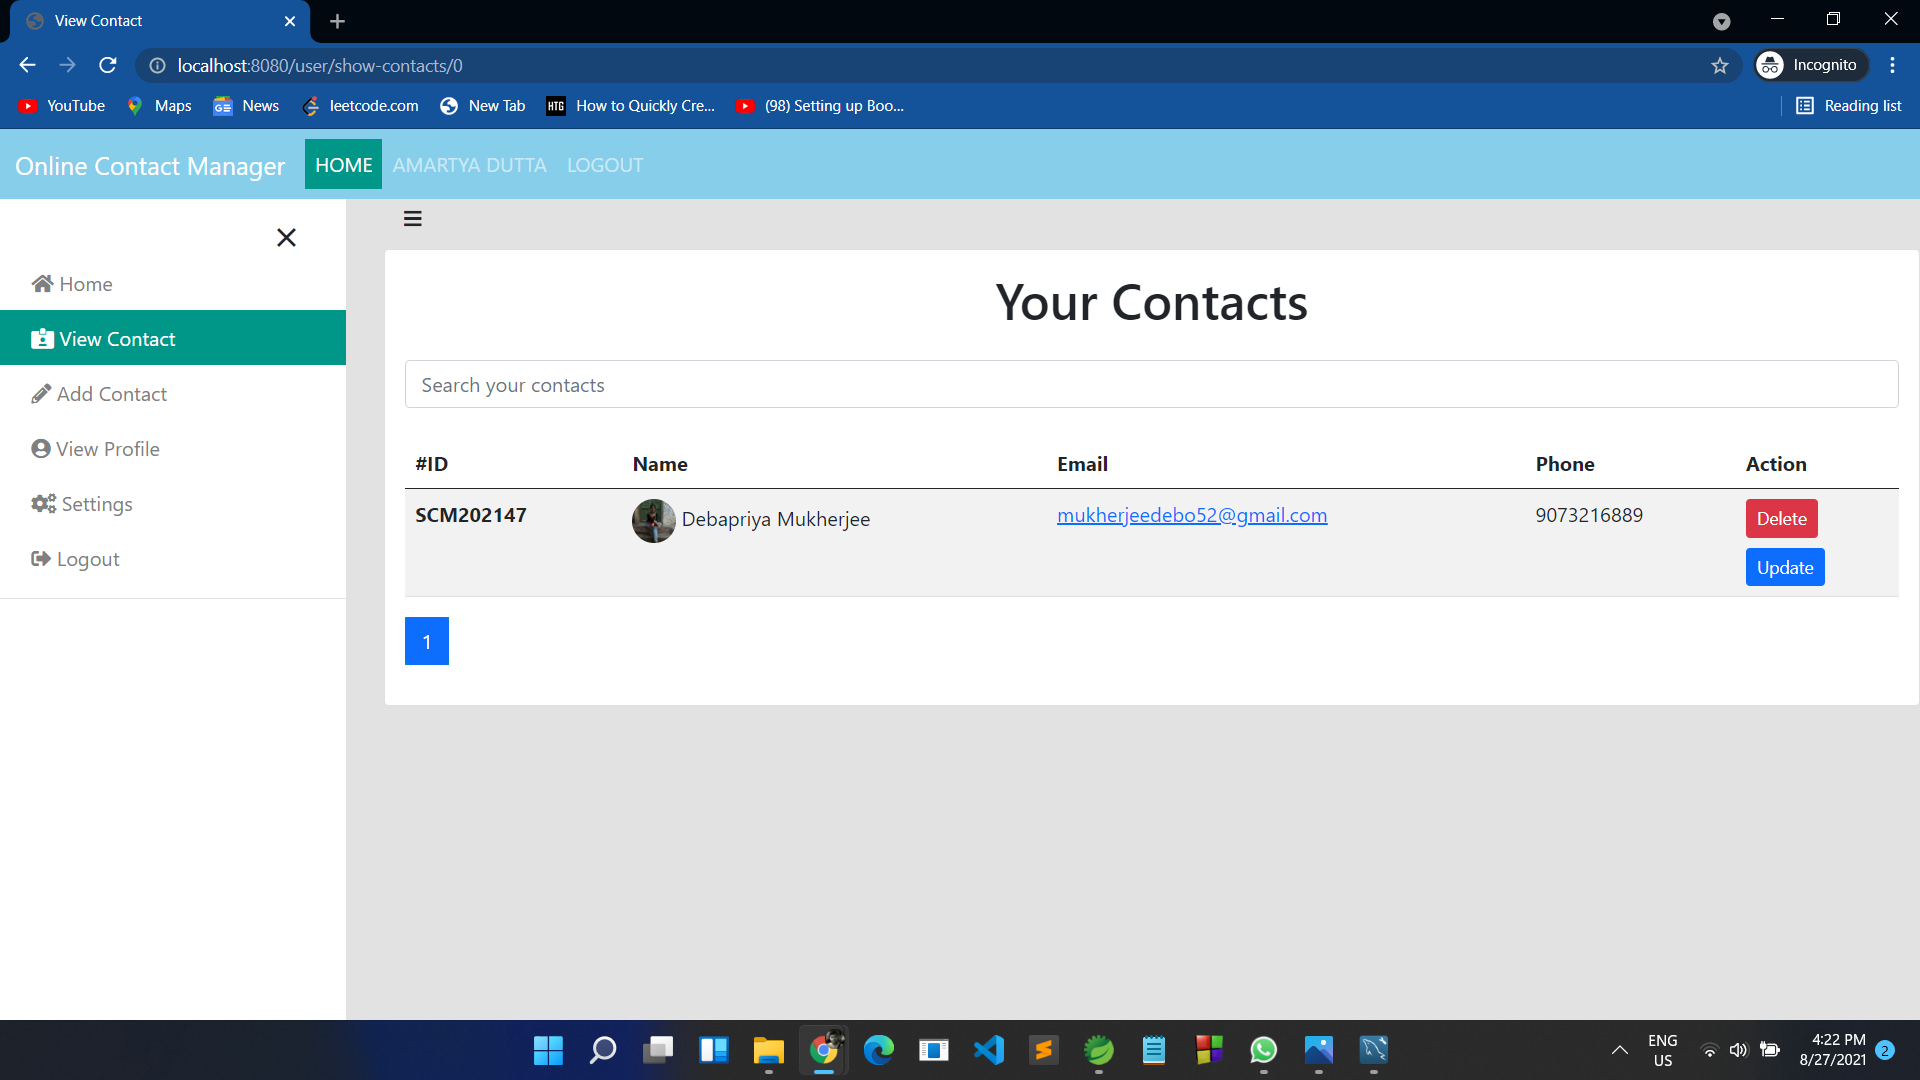 View Contact
localhost:8080/user/show-contacts/0
Incognito
YouTube
Maps
News
leetcode.com
New Tab
HTG
How to Quickly Cre...
(98) Setting up Boo...
Reading list
Online Contact Manager
HOME
AMARTYA DUTTA
LOGOUT
Home
View Contact
Add Contact
View Profile
Settings
Logout
Your Contacts
Search your contacts
#ID Name Email Phone Action
SCM202147 Debapriya Mukherjee mukherjeedebo52@gmail.com 9073216889 Delete
Update
1
ENG
US
4:22 PM
8/27/2021
2